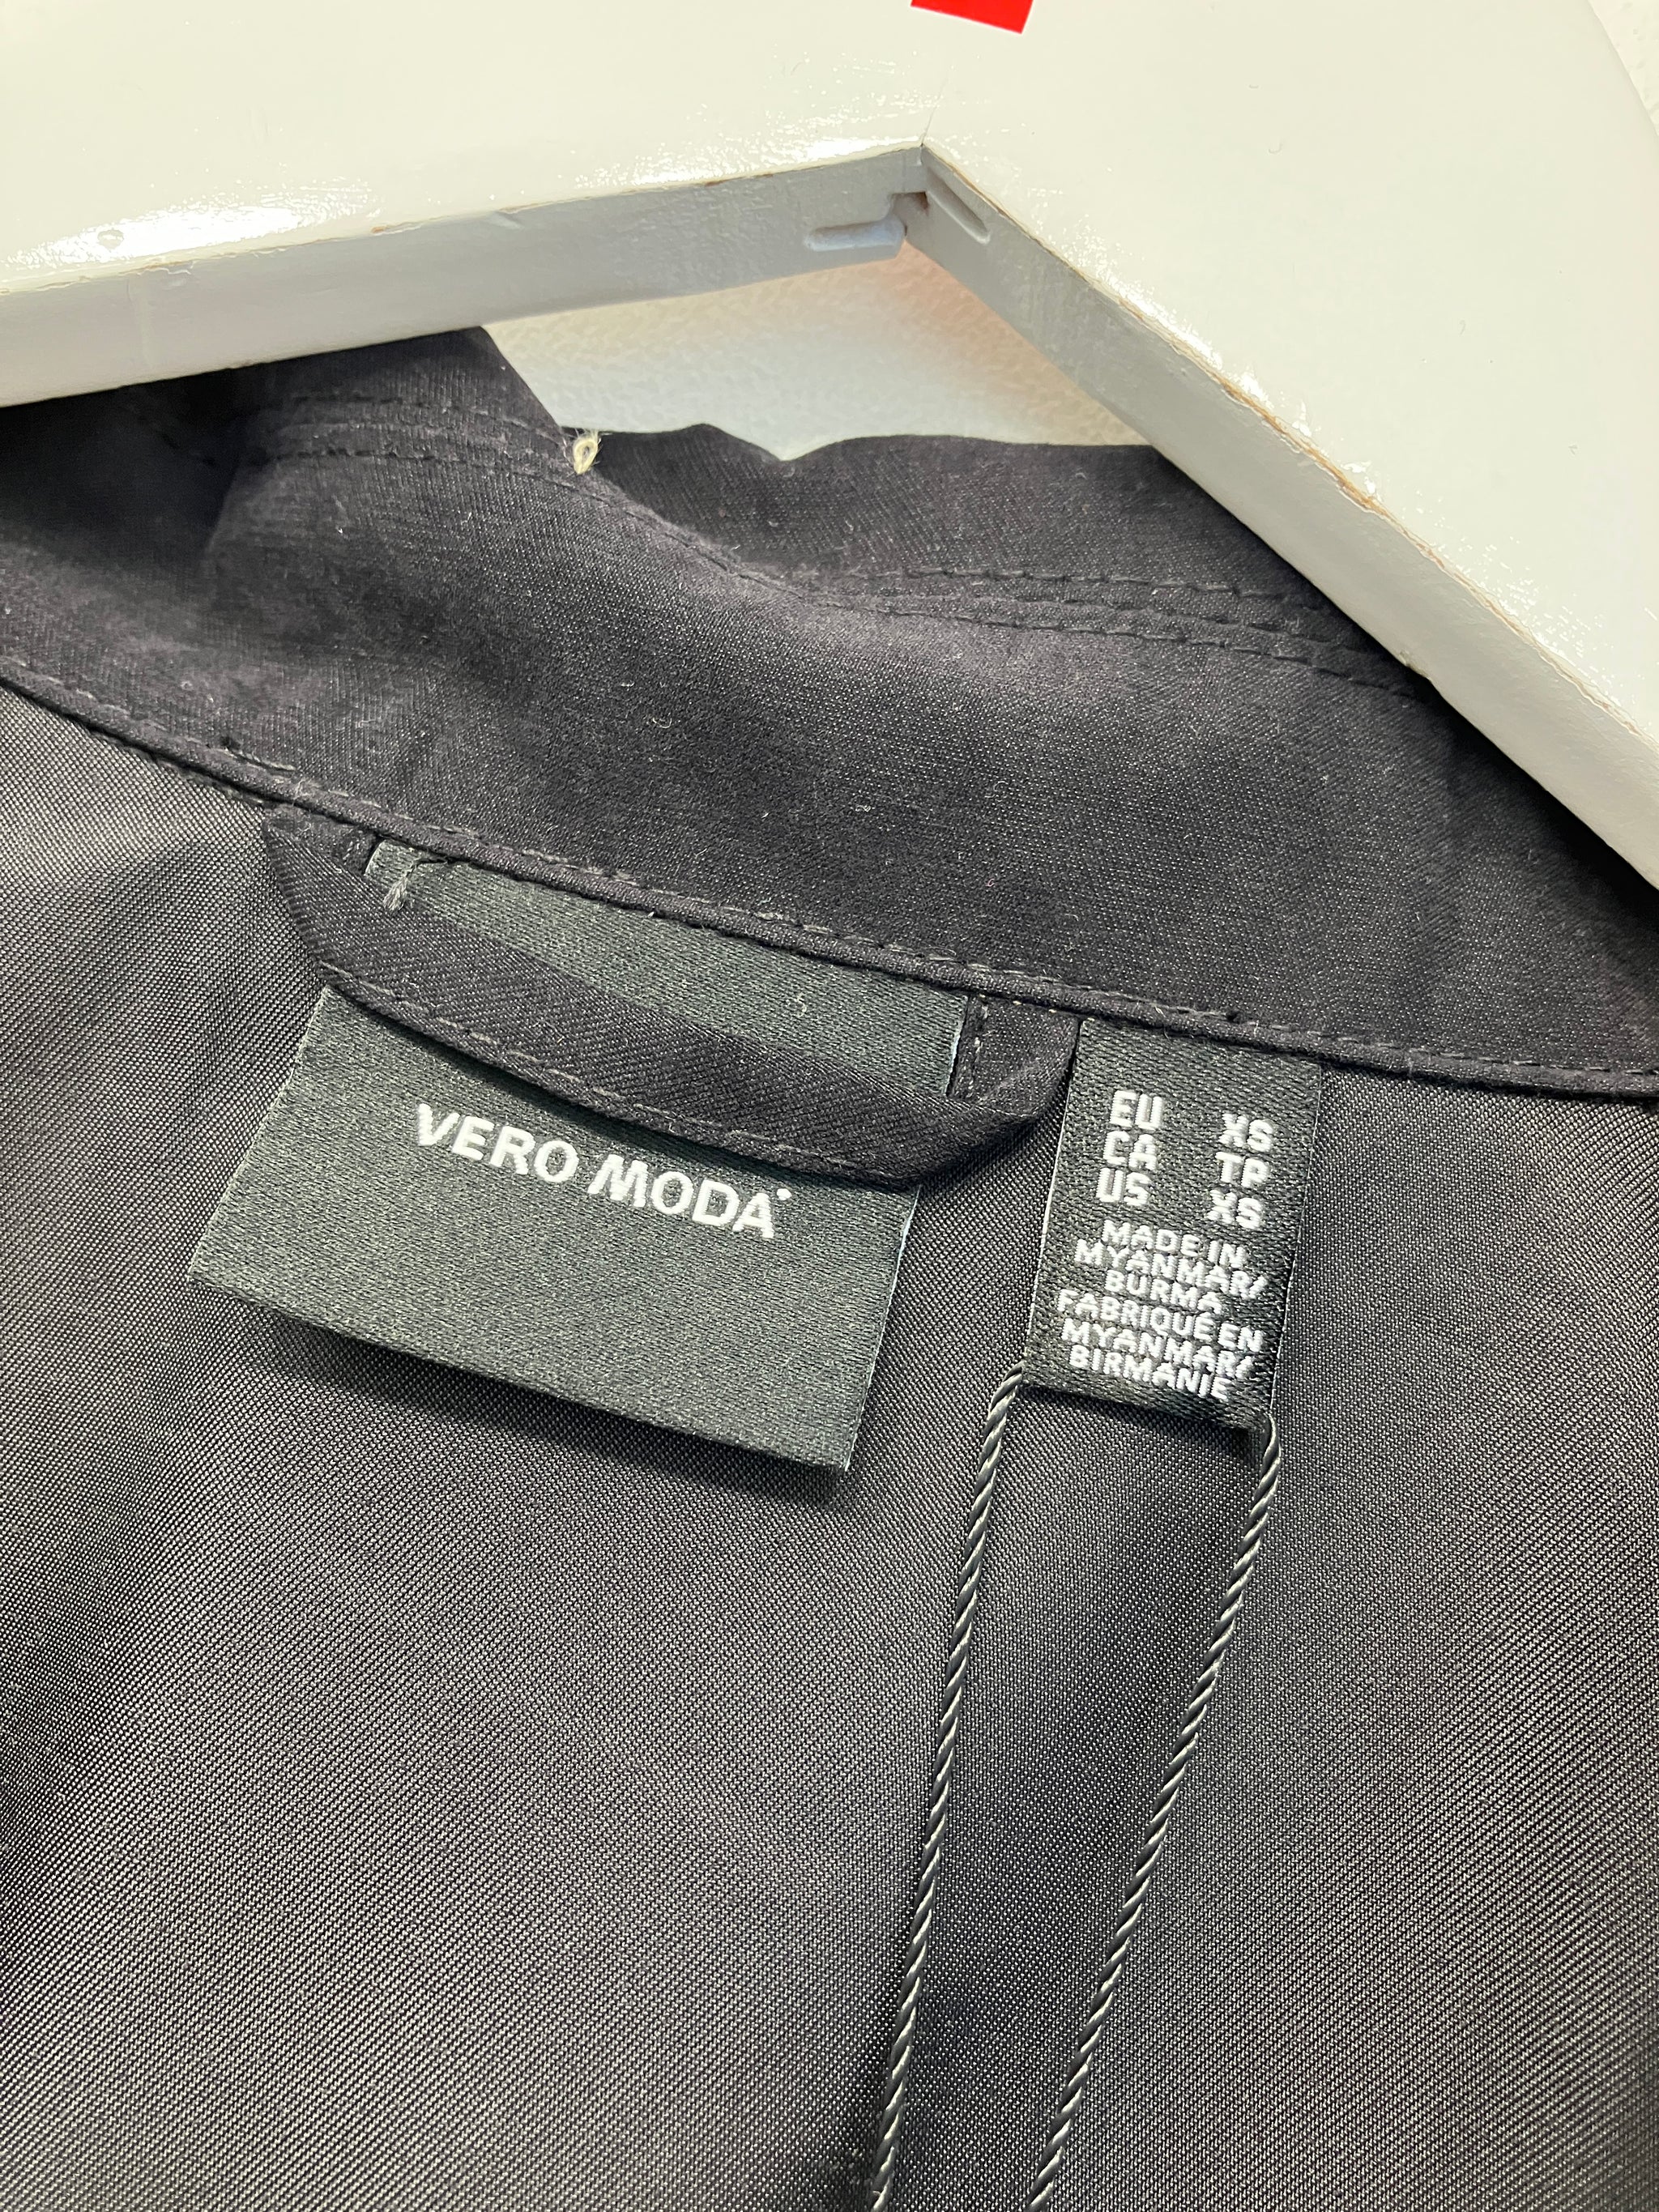 VERO MODA
EU XS
CA TP
US XS
MADE IN
MYANMAR/
BURMA
FABRIQUÉ EN
MYANMAR/
BIRMANIE